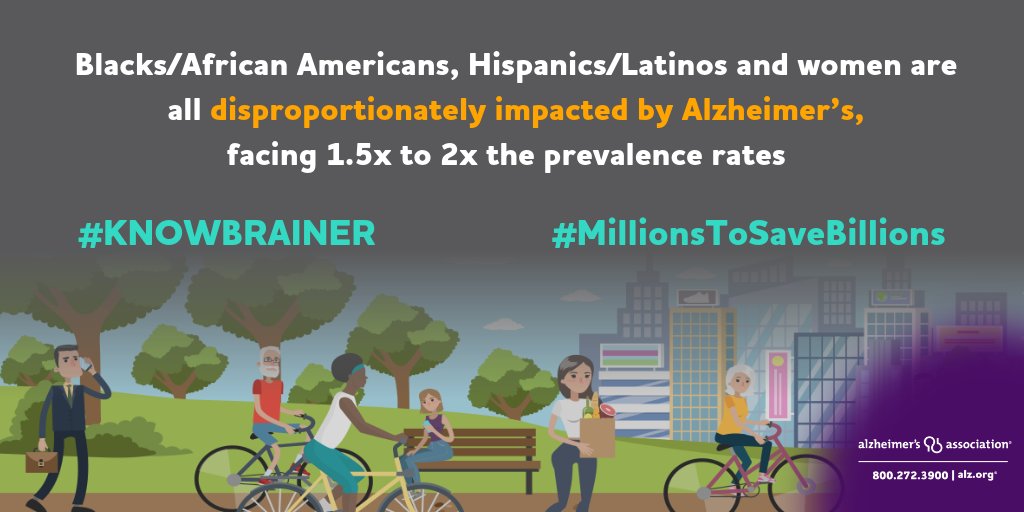 Blacks/African Americans, Hispanics/Latinos and women are
all disproportionately impacted by Alzheimer's,
facing 1.5x to 2x the prevalence rates
#KNOWBRAINER #MillionsToSaveBillions
alzheimer's association®
800.272.3900 | alz.org®